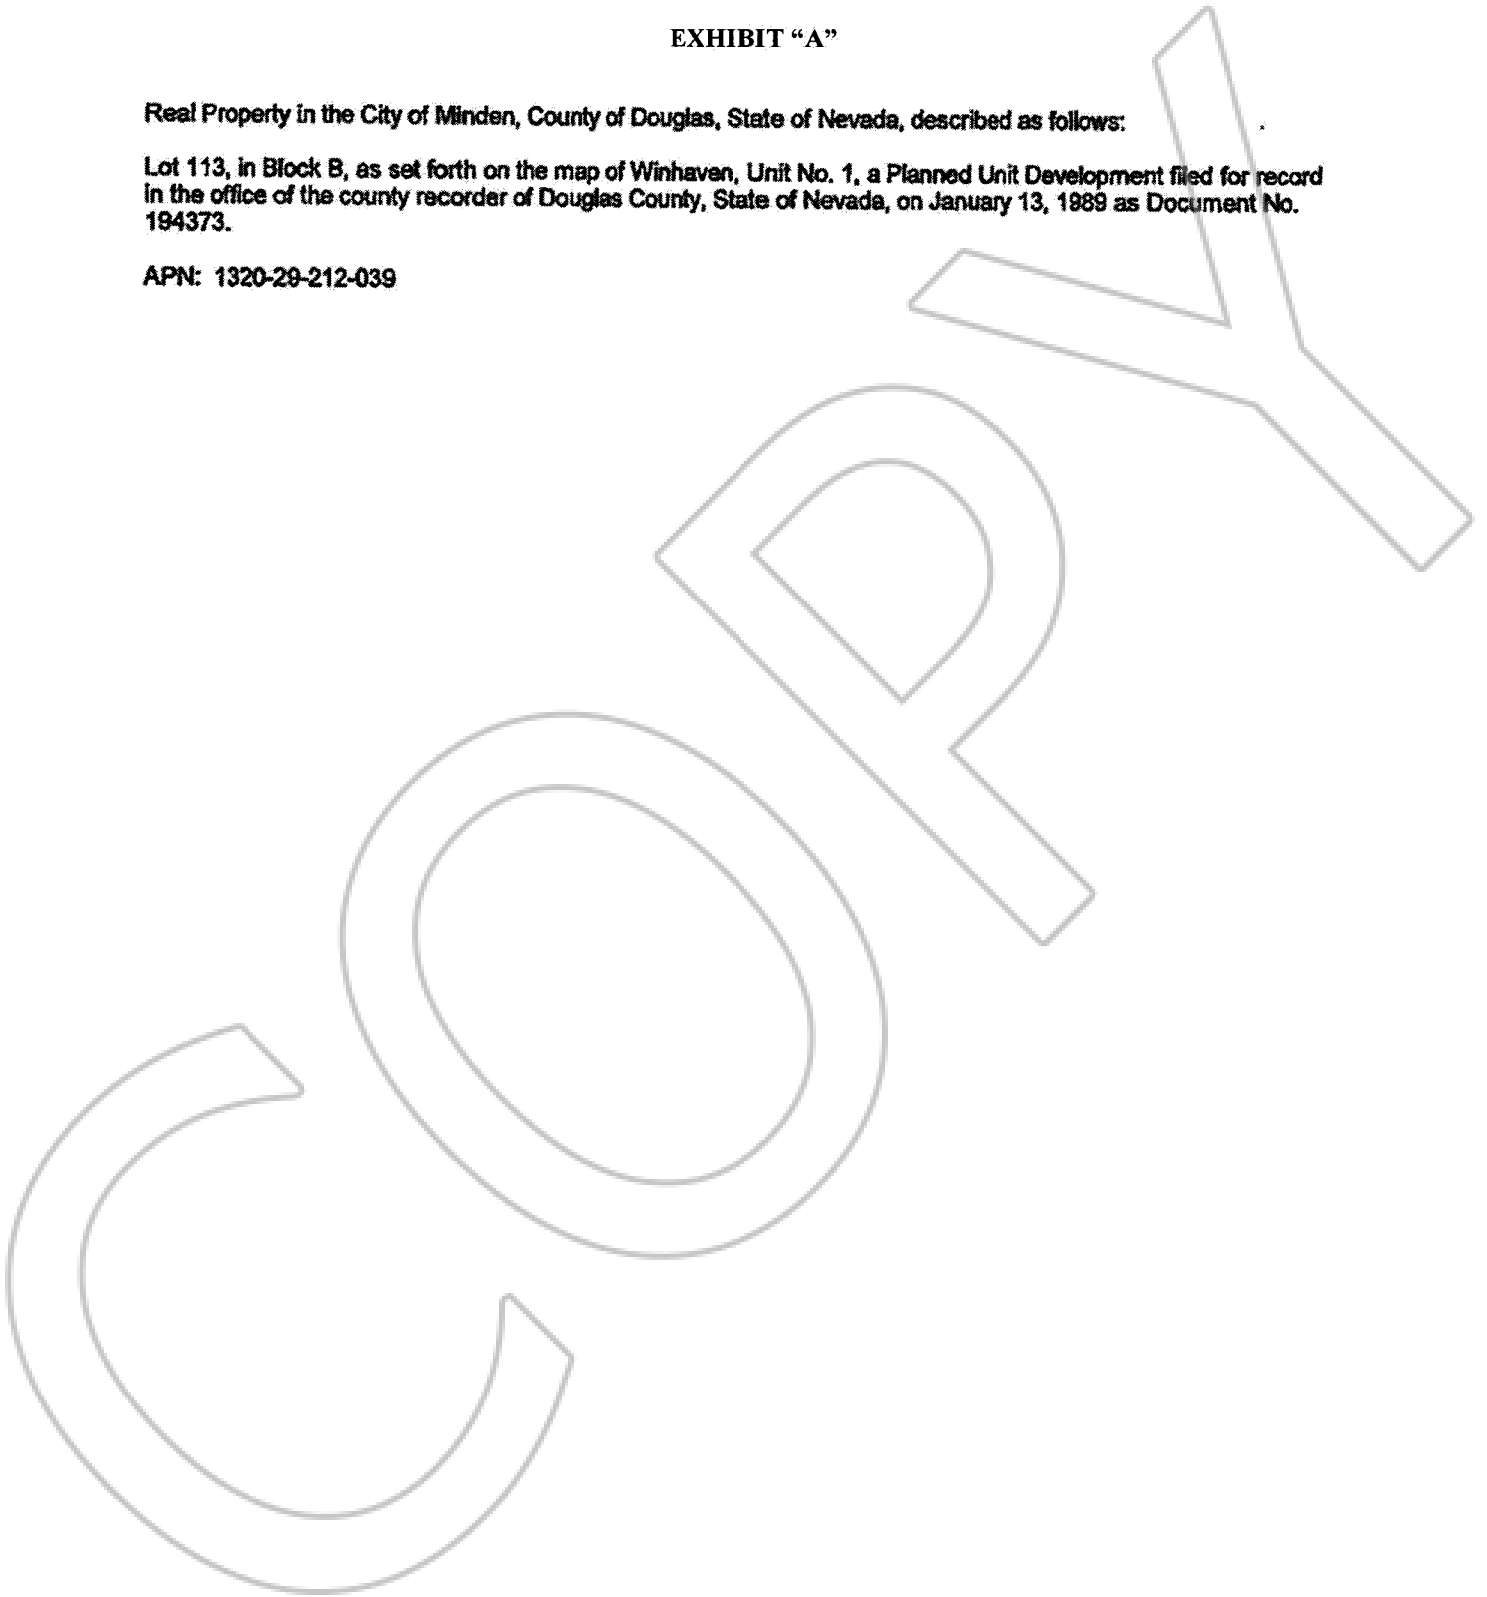 EXHIBIT “A”
Real Property in the City of Minden, County of Douglas, State of Nevada, described as follows:
Lot 113, in Block B, as set forth on the map of Winhaven, Unit No. 1, a Planned Unit Development filed for record
in the office of the county recorder of Douglas County, State of Nevada, on January 13, 1989 as Document No.
194373.
APN: 1320-29-212-039
COPY